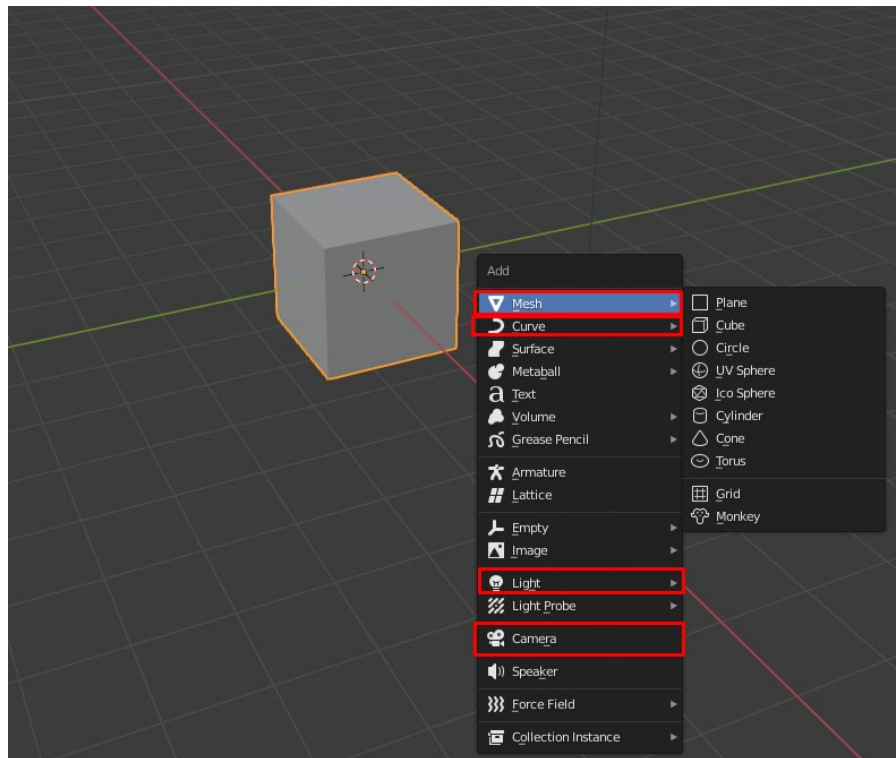 Add
Mesh
Curve
Surface
Metaball
Text
Volume
Grease Pencil
Armature
Lattice
Empty
Image
Light
Light Probe
Camera
Speaker
Force Field
Collection Instance
Plane
Cube
Circle
UV Sphere
Ico Sphere
Cylinder
Cone
Torus
Grid
Monkey